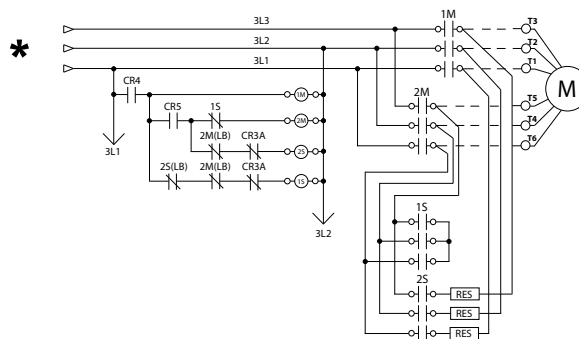 *
3L3
1M
T3
3L2
T2
3L1
T1
M
CR4
1M
2M
T5
CR5
1S
2M
T4
2M(LB)
CR3A
2S
T6
3L1
2S(LB)
2M(LB)
CR3A
1S
1S
3L2
2S
RES
RES
RES